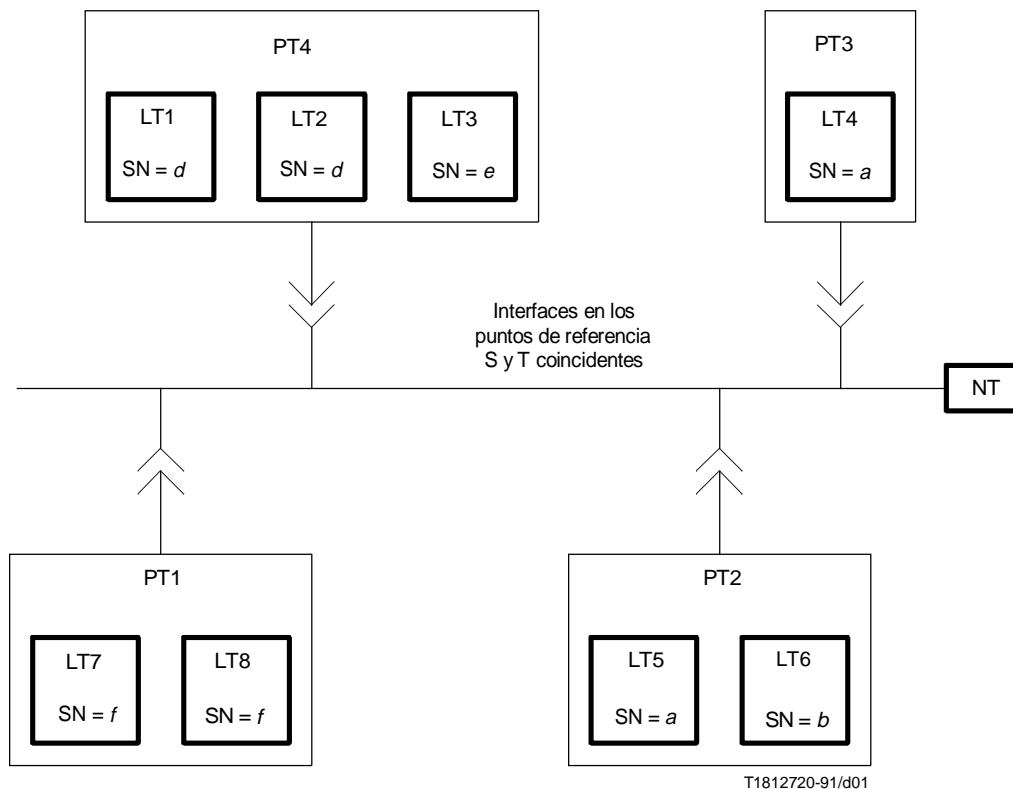 PT4
LT1
SN = d
LT2
SN = d
LT3
SN = e
PT3
LT4
SN = a
Interfaces en los
puntos de referencia
S y T coincidentes
NT
PT1
LT7
SN = f
LT8
SN = f
PT2
LT5
SN = a
LT6
SN = b
T1812720-91/d01